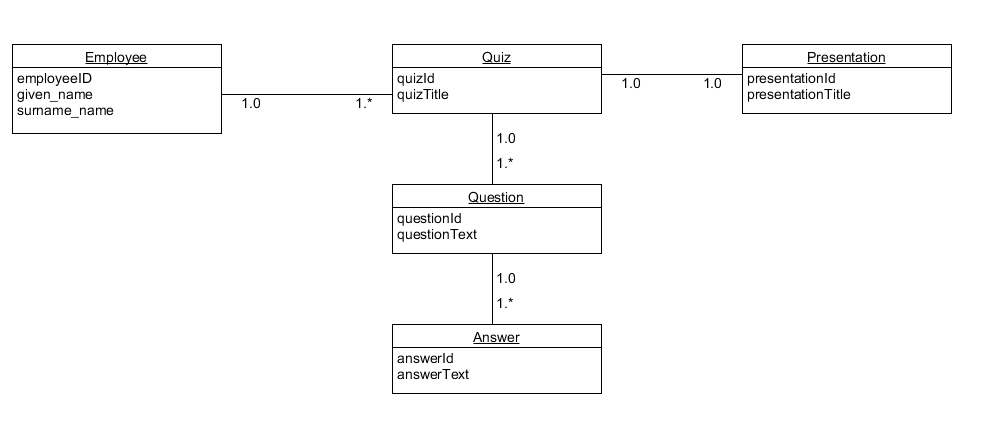 Employee
employeeID
given_name
surname_name
1.0
1.*
Quiz
quizId
quizTitle
1.0
1.0
Presentation
presentationId
presentationTitle
1.0
1.*
Question
questionId
questionText
1.0
1.*
Answer
answerId
answerText